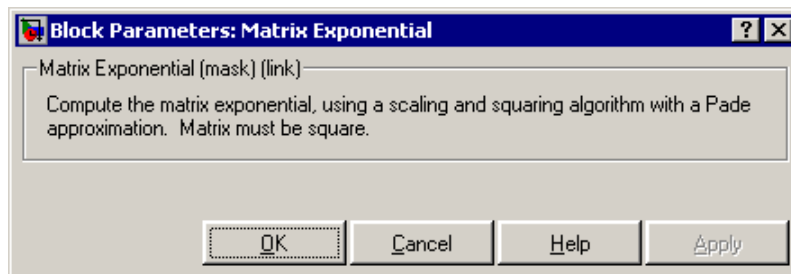 Block Parameters: Matrix Exponential
Matrix Exponential (mask) (link)
Compute the matrix exponential, using a scaling and squaring algorithm with a Pade
approximation. Matrix must be square.
OK Cancel Help Apply